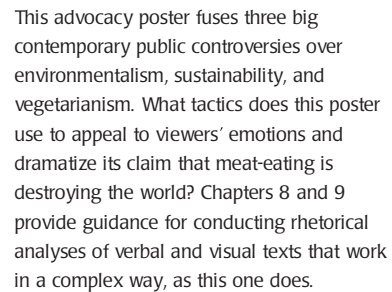 This advocacy poster fuses three big
contemporary public controversies over
environmentalism, sustainability, and
vegetarianism. What tactics does this poster
use to appeal to viewers’ emotions and
dramatize its claim that meat-eating is
destroying the world? Chapters 8 and 9
provide guidance for conducting rhetorical
analyses of verbal and visual texts that work
in a complex way, as this one does.